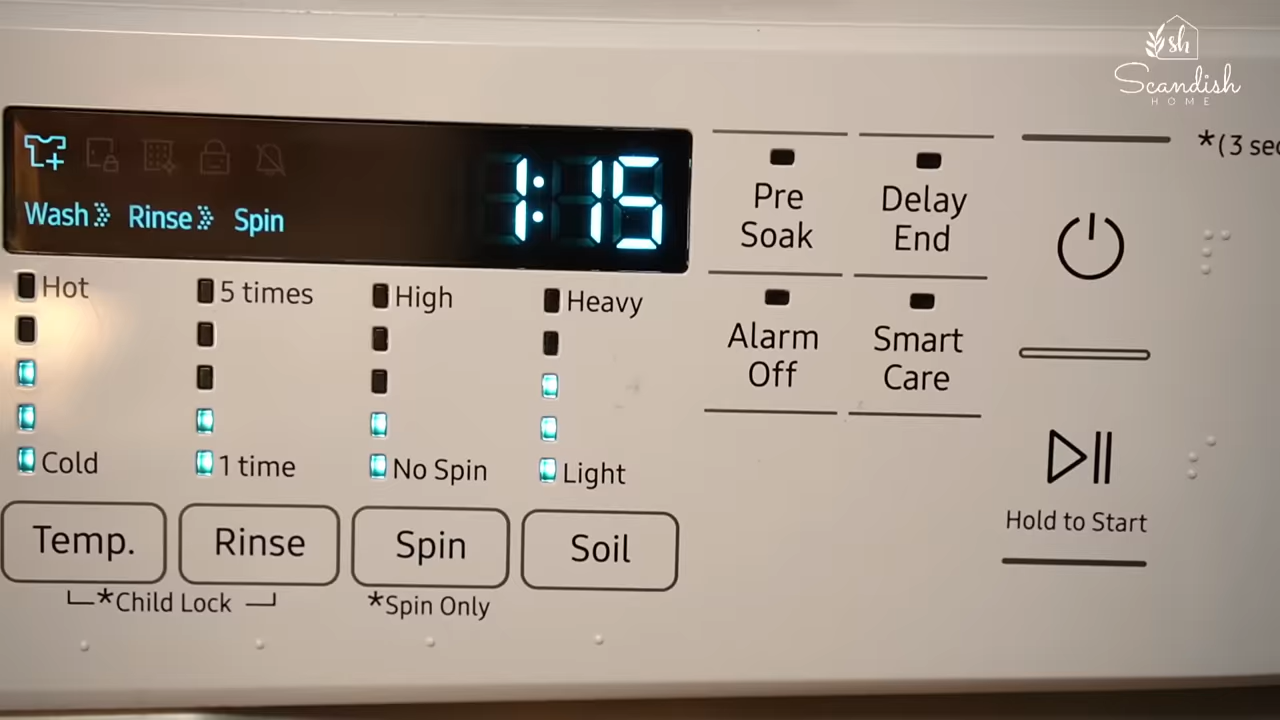 sh
Scandish
HOME
*(3 sec
1:15
Wash Rinse Spin
Pre
Soak
Delay
End
Alarm
Off
Smart
Care
Hot
5 times
High
Heavy
Cold
1 time
No Spin
Light
Temp.
Rinse
Spin
Soil
*Child Lock
*Spin Only
Hold to Start